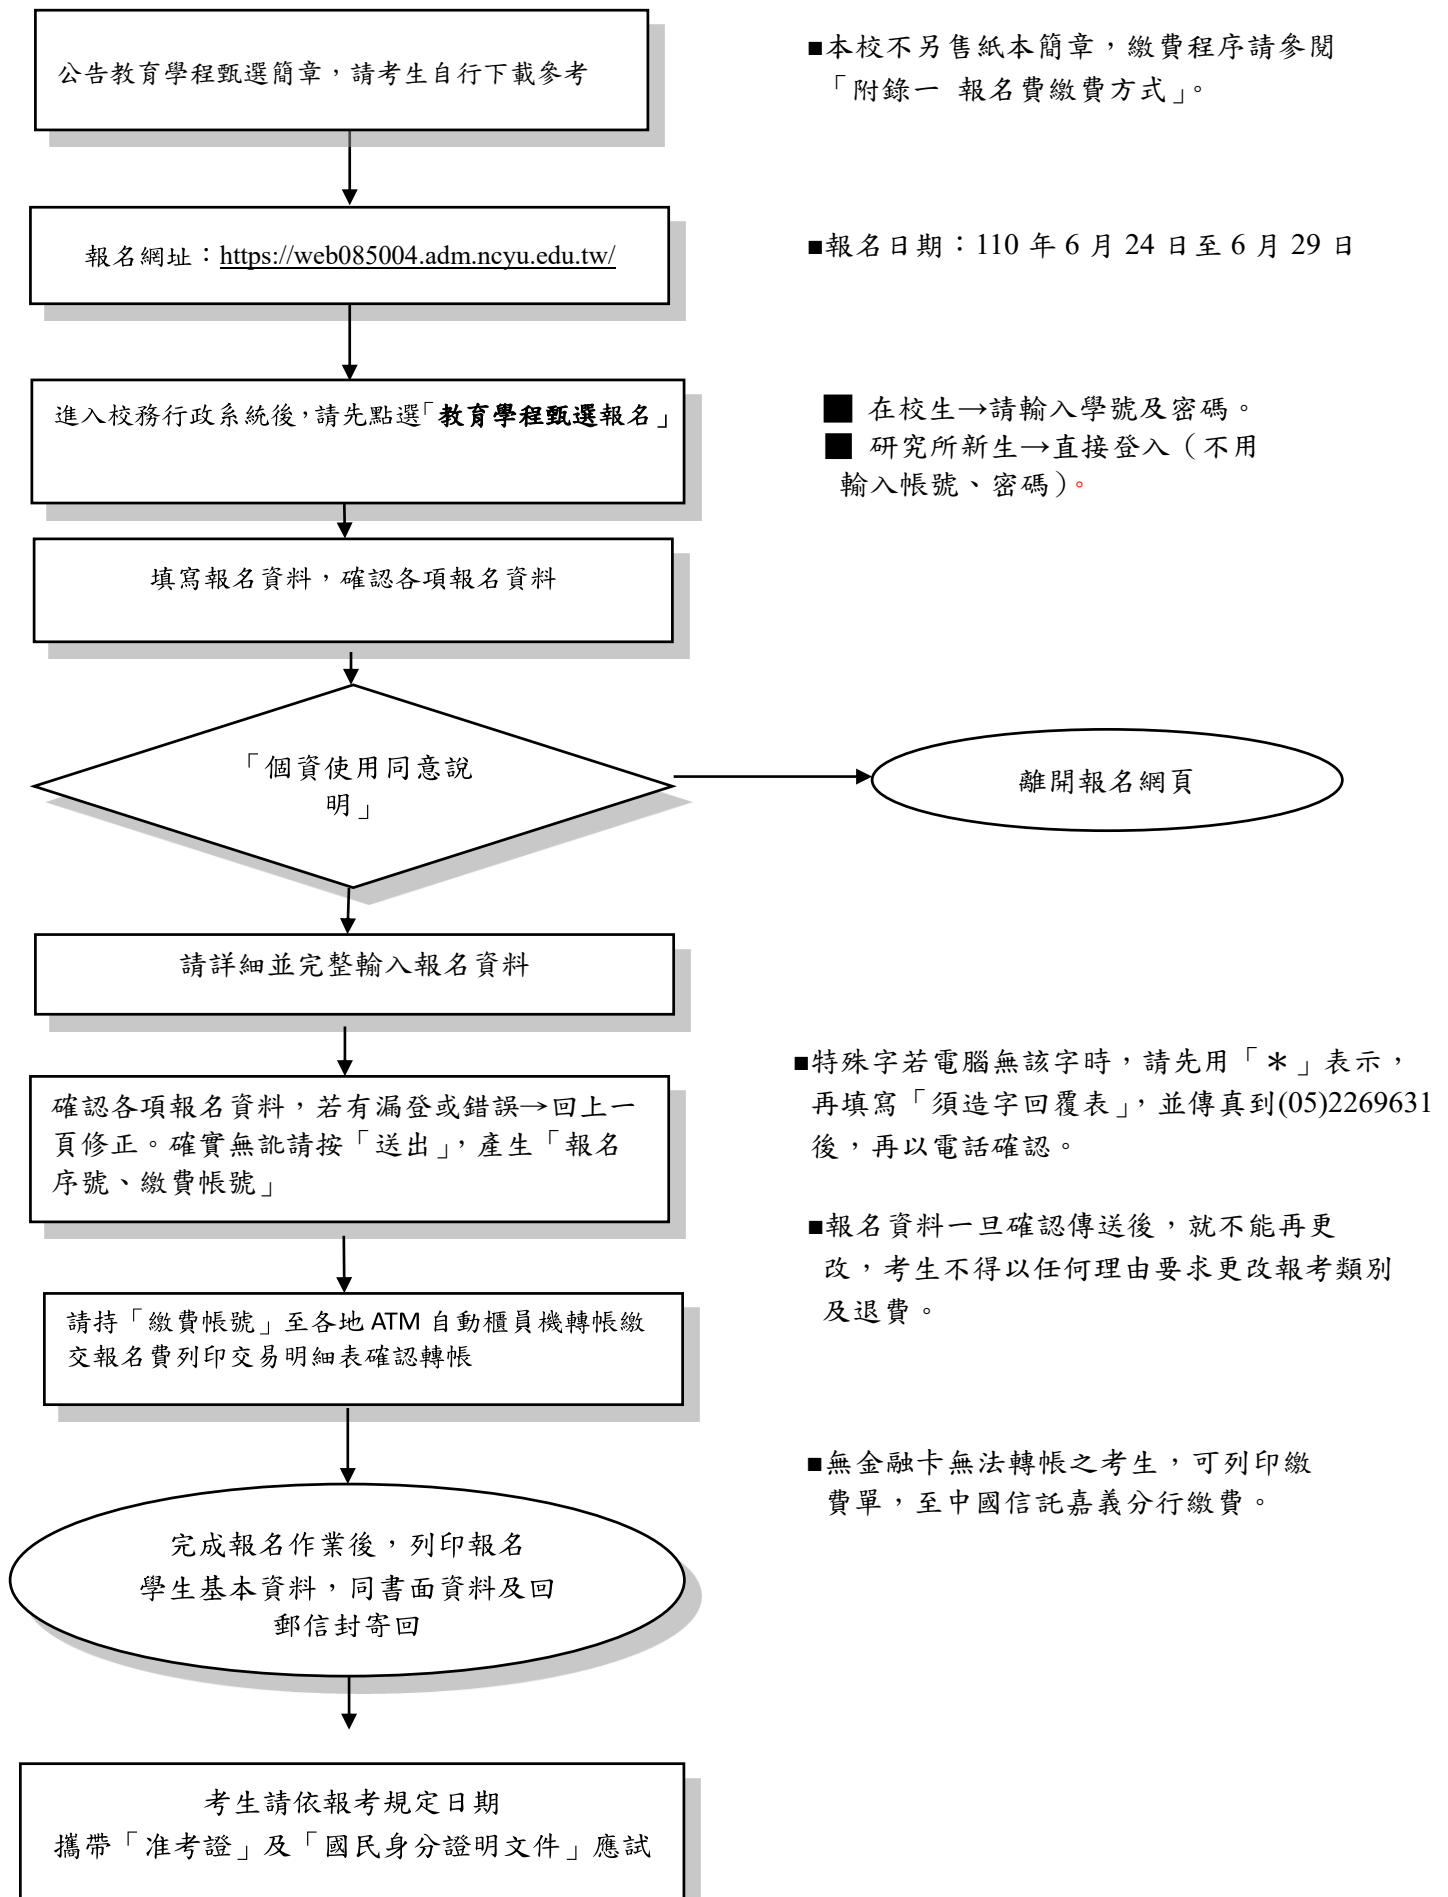 公告教育學程甄選簡章，請考生自行下載參考
■本校不另售紙本簡章，繳費程序請參閱
「附錄一 報名費繳費方式」。
報名網址：https://web085004.adm.ncyu.edu.tw/
■報名日期：110 年 6 月 24 日至 6 月 29 日
進入校務行政系統後，請先點選「教育學程甄選報名」
■ 在校生→請輸入學號及密碼。
■ 研究所新生→直接登入（不用
輸入帳號、密碼）。
填寫報名資料，確認各項報名資料
「個資使用同意說
明」
離開報名網頁
請詳細並完整輸入報名資料
確認各項報名資料，若有漏登或錯誤→回上一
頁修正。確實無訛請按「送出」，產生「報名
序號、繳費帳號」
■特殊字若電腦無該字時，請先用「＊」表示，
再填寫「須造字回覆表」，並傳真到(05)2269631
後，再以電話確認。
■報名資料一旦確認傳送後，就不能再更
改，考生不得以任何理由要求更改報考類別
及退費。
請持「繳費帳號」至各地 ATM 自動櫃員機轉帳繳
交報名費列印交易明細表確認轉帳
■無金融卡無法轉帳之考生，可列印繳
費單，至中國信託嘉義分行繳費。
完成報名作業後，列印報名
學生基本資料，同書面資料及回
郵信封寄回
考生請依報考規定日期
攜帶「准考證」及「國民身分證明文件」應試